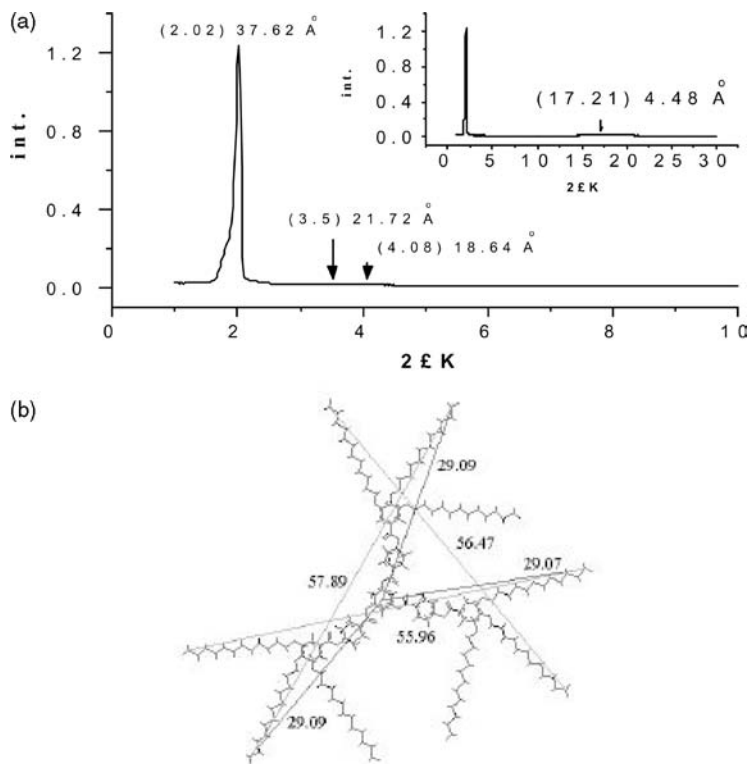 (a)
(2.02) 37.62 Å
1.2
0.8
0.4
0.0
int.
(3.5) 21.72 Å
(4.08) 18.64 Å
0 2 4 6 8 10
2£K
1.2
0.8
0.4
0.0
int.
(17.21) 4.48 Å
0 5 10 15 20 25 30
2£K
(b)
29.09
56.47
29.07
57.89
55.96
29.09